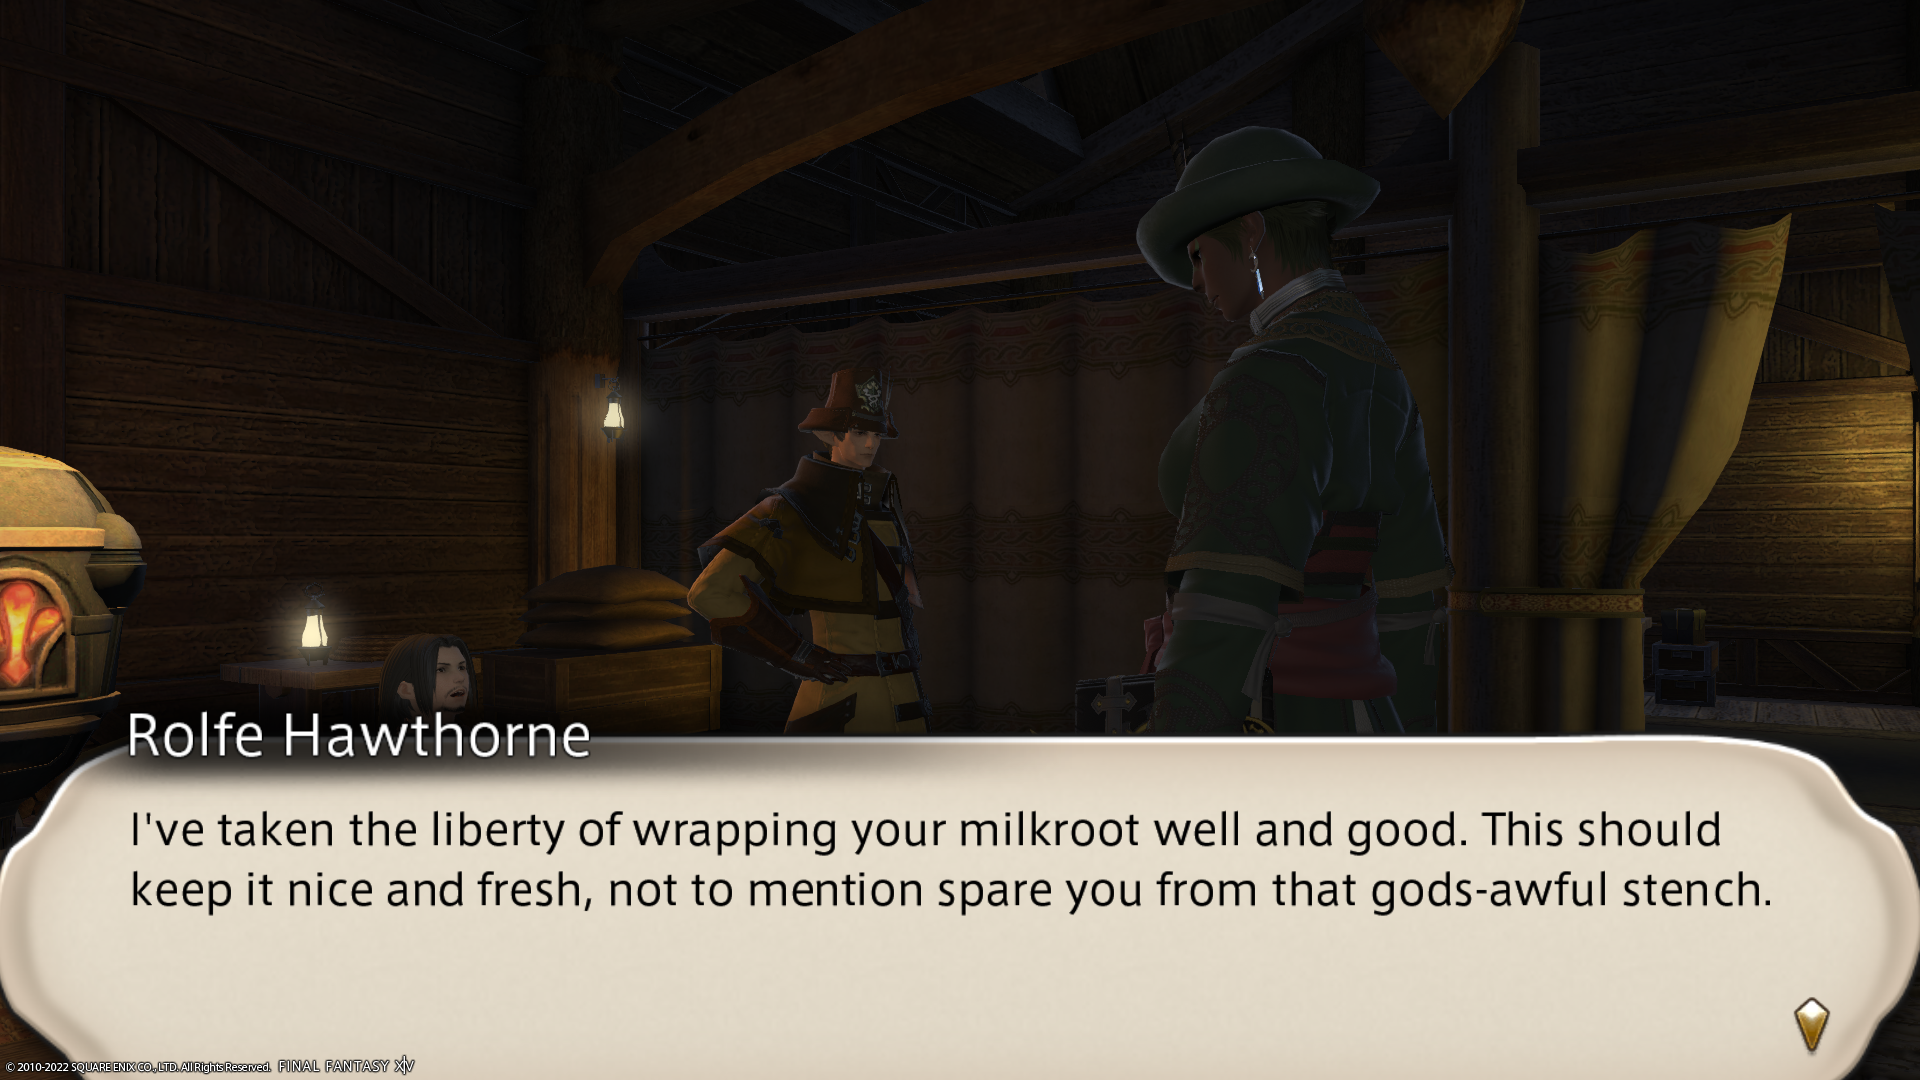 Rolfe Hawthorne
I've taken the liberty of wrapping your milkroot well and good. This should
keep it nice and fresh, not to mention spare you from that gods-awful stench.
© 2010-2022 SQUARE ENIX CO., LTD. All Rights Reserved. FINAL FANTASY XIV